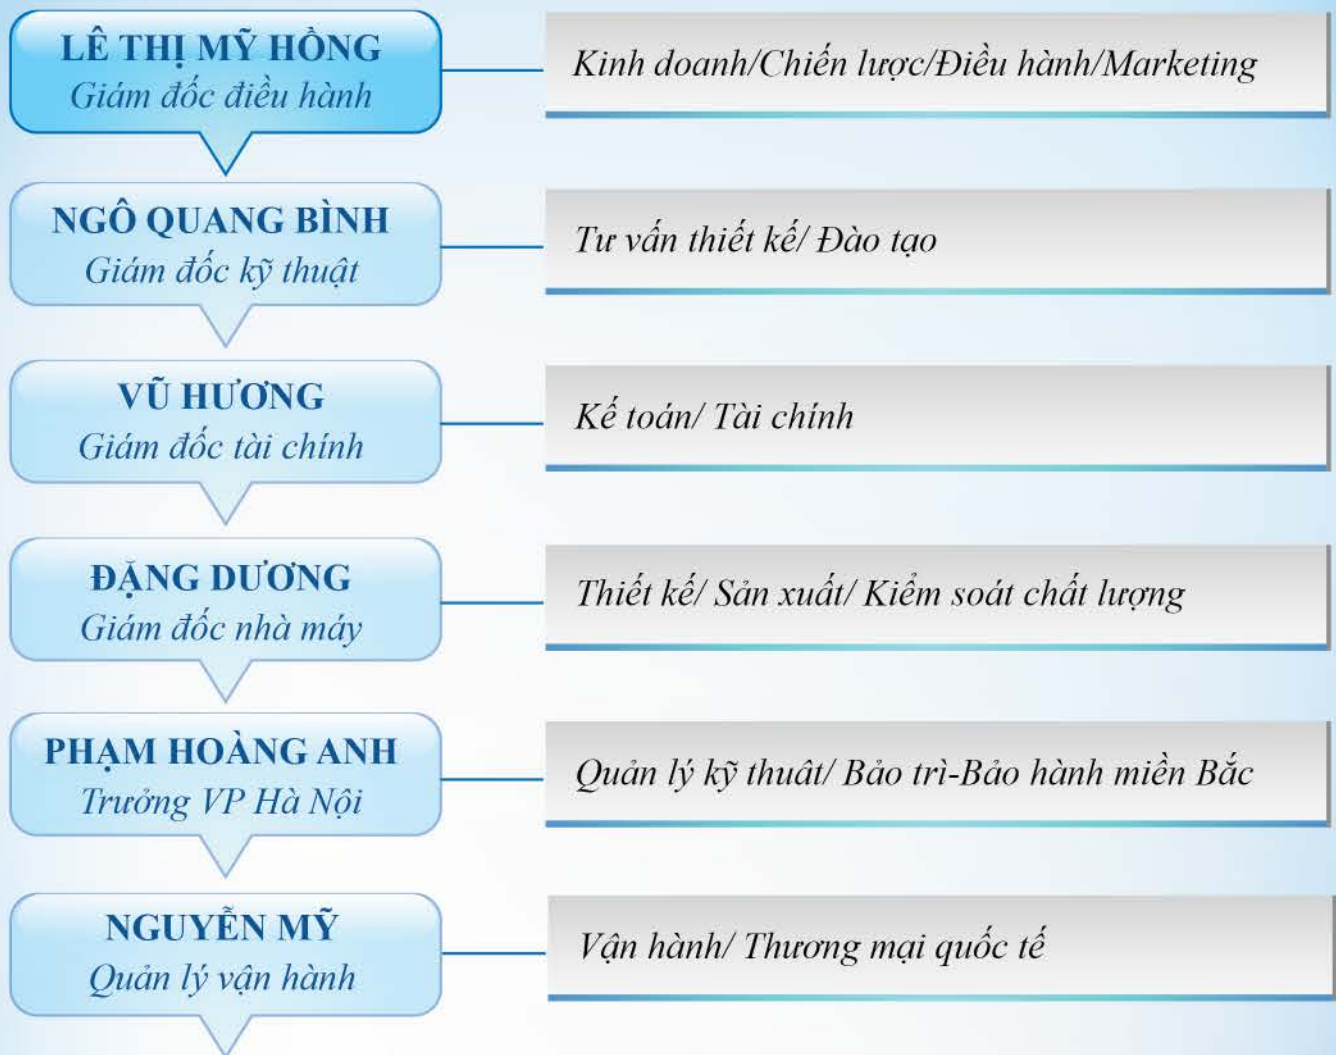 LÊ THỊ MỸ HỒNG
Giám đốc điều hành
Kinh doanh/Chiến lược/Điều hành/Marketing
NGÔ QUANG BÌNH
Giám đốc kỹ thuật
Tư vấn thiết kế/ Đào tạo
VŨ HƯƠNG
Giám đốc tài chính
Kế toán/ Tài chính
ĐẶNG DƯƠNG
Giám đốc nhà máy
Thiết kế/ Sản xuất/ Kiểm soát chất lượng
PHẠM HOÀNG ANH
Trưởng VP Hà Nội
Quản lý kỹ thuât/ Bảo trì-Bảo hành miền Bắc
NGUYỄN MỸ
Quản lý vận hành
Vận hành/ Thương mại quốc tế